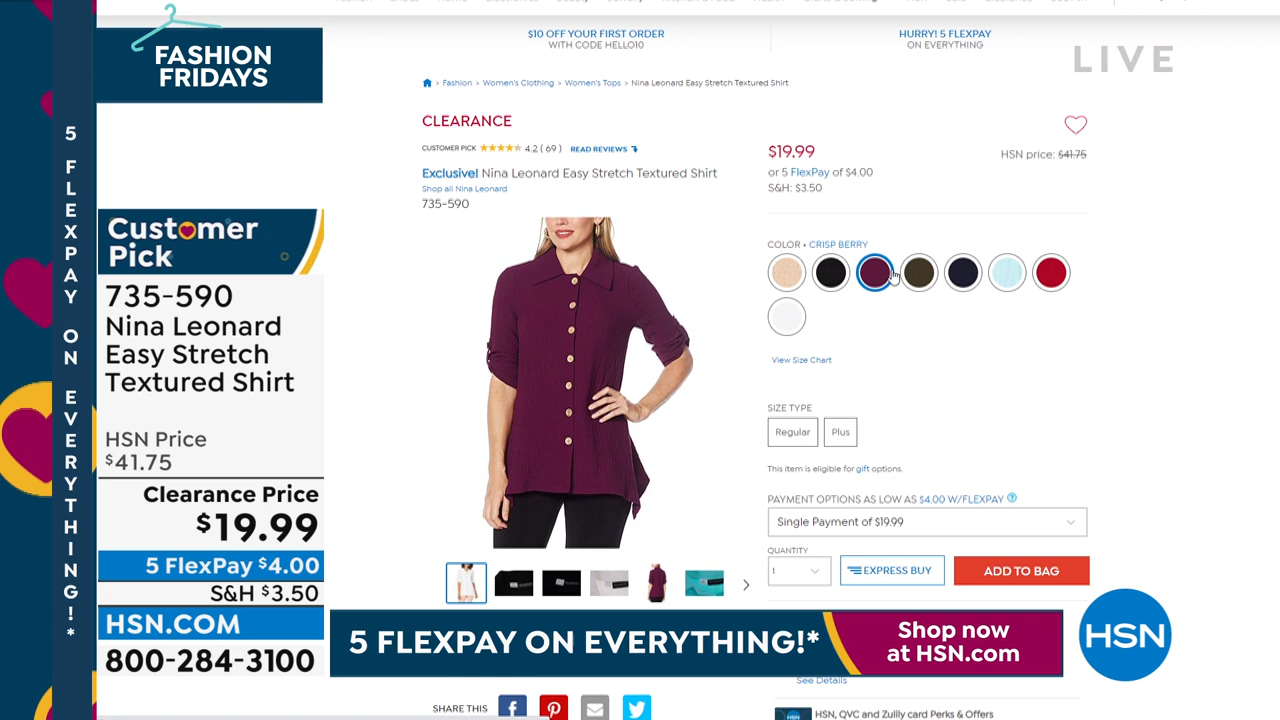 FASHION
FRIDAYS
5 FLEXPAY ON EVERYTHING!*
Customer
Pick
735-590
Nina Leonard
Easy Stretch
Textured Shirt
HSN Price
$41.75
Clearance Price
$19.99
5 FlexPay $4.00
S&H $3.50
HSN.COM
800-284-3100
$10 OFF YOUR FIRST ORDER
WITH CODE HELLO10
HURRY! 5 FLEXPAY
ON EVERYTHING
LIVE
> Fashion > Women's Clothing > Women's Tops > Nina Leonard Easy Stretch Textured Shirt
CLEARANCE
CUSTOMER PICK 4.2 ( 69 ) READ REVIEWS
Exclusive! Nina Leonard Easy Stretch Textured Shirt
Shop all Nina Leonard
735-590
$19.99
HSN price: $41.75
or 5 FlexPay of $4.00
S&H: $3.50
COLOR • CRISP BERRY
View Size Chart
SIZE TYPE
Regular
Plus
This item is eligible for gift options.
PAYMENT OPTIONS AS LOW AS $4.00 W/FLEXPAY ?
Single Payment of $19.99
QUANTITY
1
EXPRESS BUY
ADD TO BAG
5 FLEXPAY ON EVERYTHING!*
Shop now
at HSN.com
HSN
See Details
SHARE THIS
HSN, QVC and Zulily card Perks & Offers